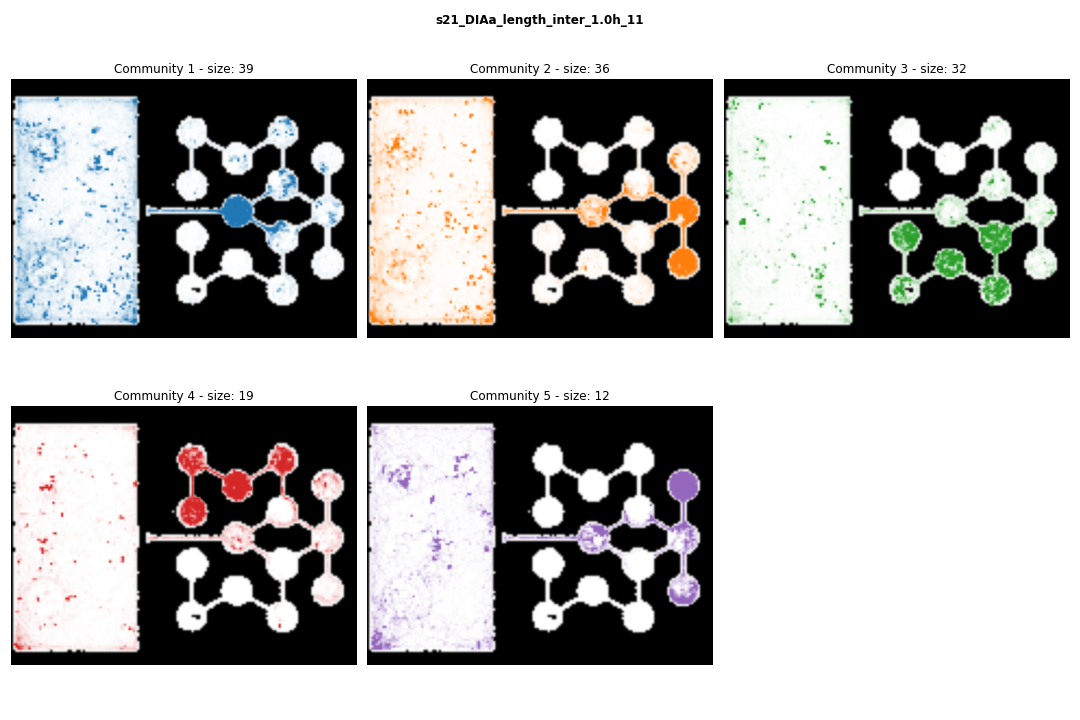 s21_DIAa_length_inter_1.0h_11
Community 1 - size: 39
Community 2 - size: 36
Community 3 - size: 32
Community 4 - size: 19
Community 5 - size: 12